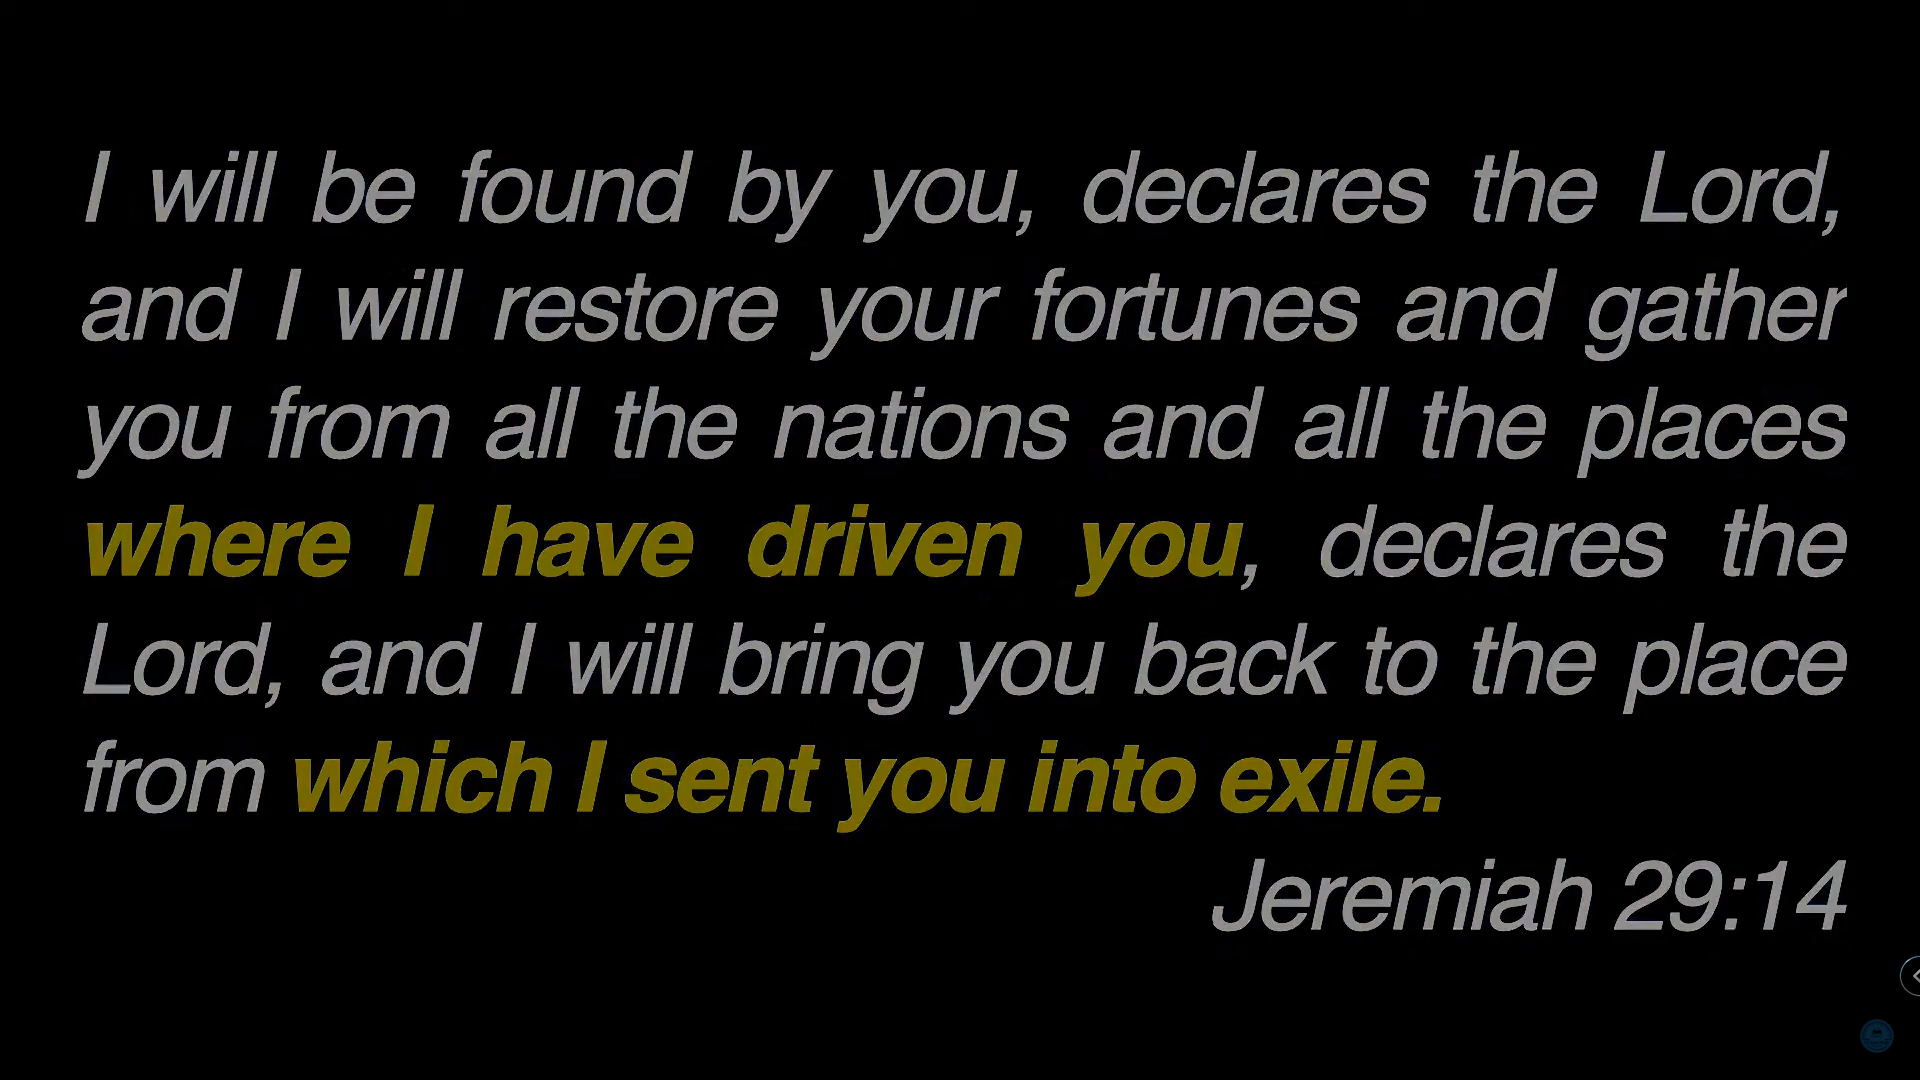 I will be found by you, declares the Lord,
and I will restore your fortunes and gather
you from all the nations and all the places
where I have driven you, declares the
Lord, and I will bring you back to the place
from which I sent you into exile.
Jeremiah 29:14